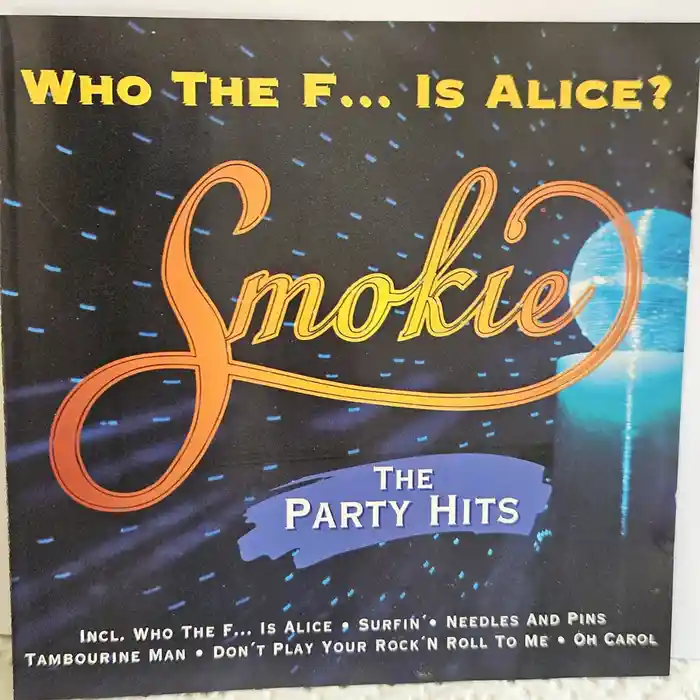 WHO THE F... IS ALICE?
Smokie
THE
PARTY HITS
INCL. WHO THE F... IS ALICE • SURFIN' • NEEDLES AND PINS
TAMBOURINE MAN • DON'T PLAY YOUR ROCK'N ROLL TO ME • OH CAROL